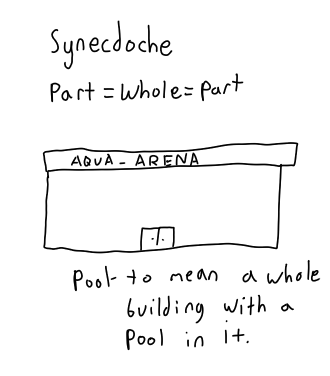 Synecdoche
Part = Whole = Part
AQUA - ARENA
Pool - to mean a whole
building with a
Pool in it.